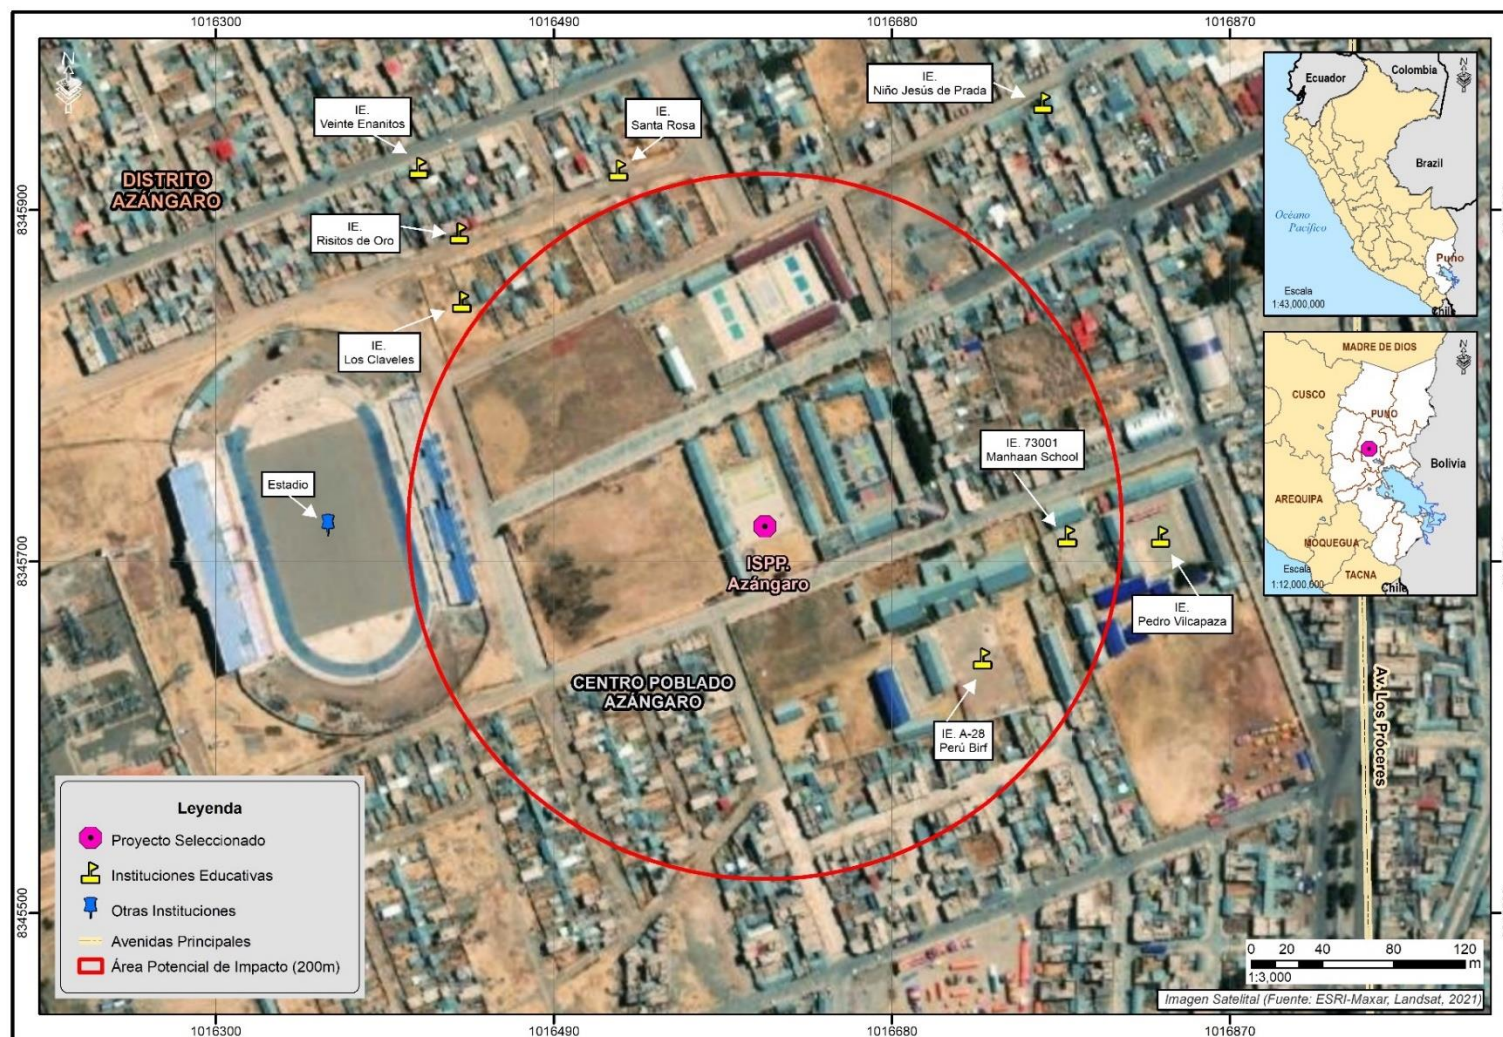 1016300
1016490
1016680
1016870
N
IE.
Veinte Enanitos
IE.
Santa Rosa
IE.
Niño Jesús de Prada
DISTRITO
AZÁNGARO
IE.
Risitos de Oro
IE.
Los Claveles
Estadio
IE. 73001
Manhaan School
ISPP.
Azángaro
IE.
Pedro Vilcapaza
CENTRO POBLADO
AZÁNGARO
IE. A-28
Perú Birf
Av. Los Próceres
8345900
8345700
8345500
Ecuador
Colombia
N
Brazil
Océano
Pacífico
Puno
Escala
1:43,000,000
Chile
MADRE DE DIOS
N
CUSCO
PUNO
Bolivia
AREQUIPA
MOQUEGUA
Escala
1:12,000,000
TACNA
Chile
Leyenda
Proyecto Seleccionado
Instituciones Educativas
Otras Instituciones
Avenidas Principales
Área Potencial de Impacto (200m)
0 20 40 80 120
m
1:3,000
Imagen Satelital (Fuente: ESRI-Maxar, Landsat, 2021)
1016300
1016490
1016680
1016870